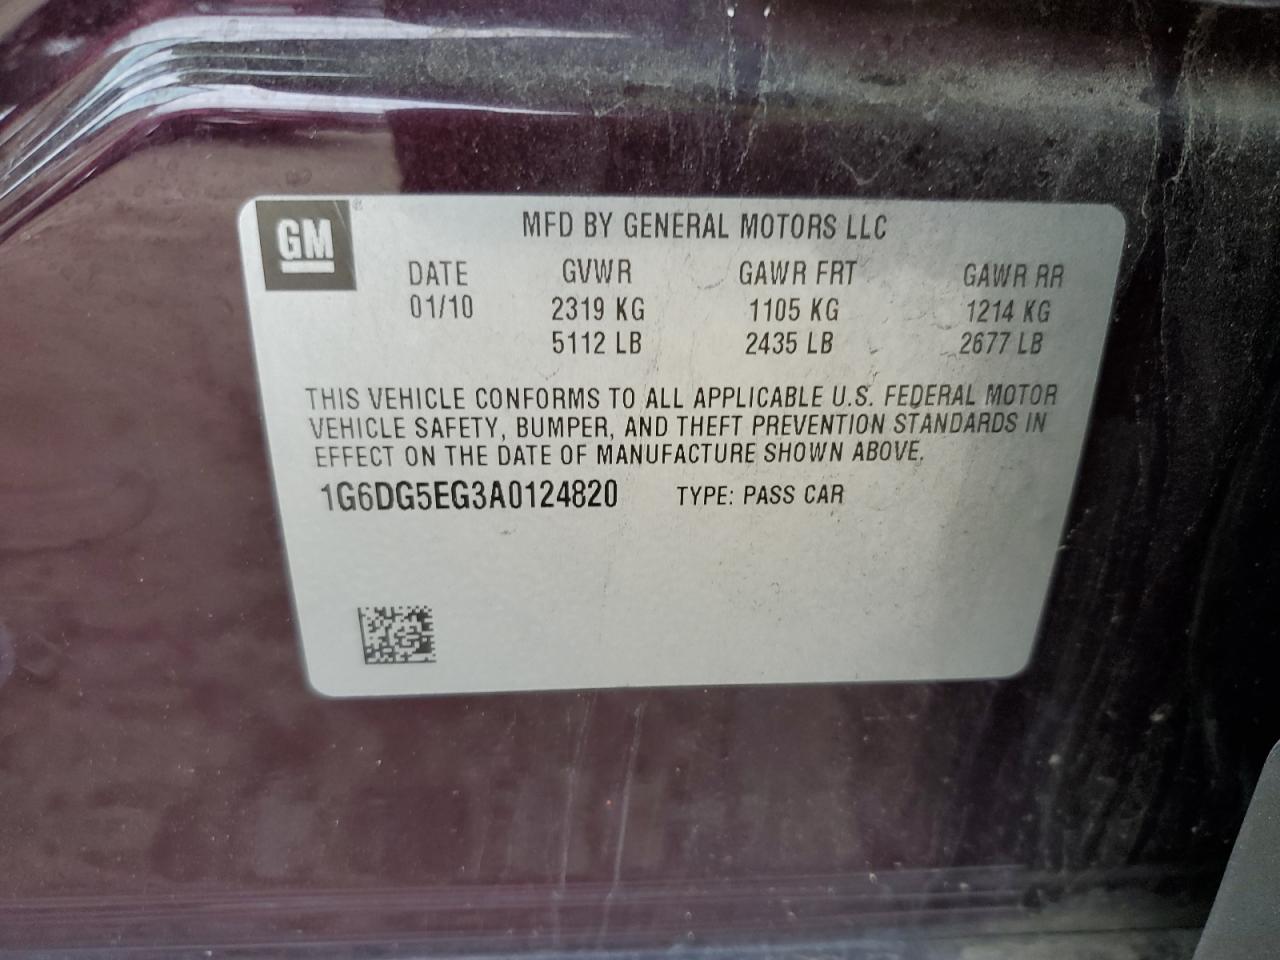 GM ®
MFD BY GENERAL MOTORS LLC
DATE GVWR GAWR FRT GAWR RR
01/10 2319 KG 1105 KG 1214 KG
5112 LB 2435 LB 2677 LB
THIS VEHICLE CONFORMS TO ALL APPLICABLE U.S. FEDERAL MOTOR
VEHICLE SAFETY, BUMPER, AND THEFT PREVENTION STANDARDS IN
EFFECT ON THE DATE OF MANUFACTURE SHOWN ABOVE.
1G6DG5EG3A0124820 TYPE: PASS CAR